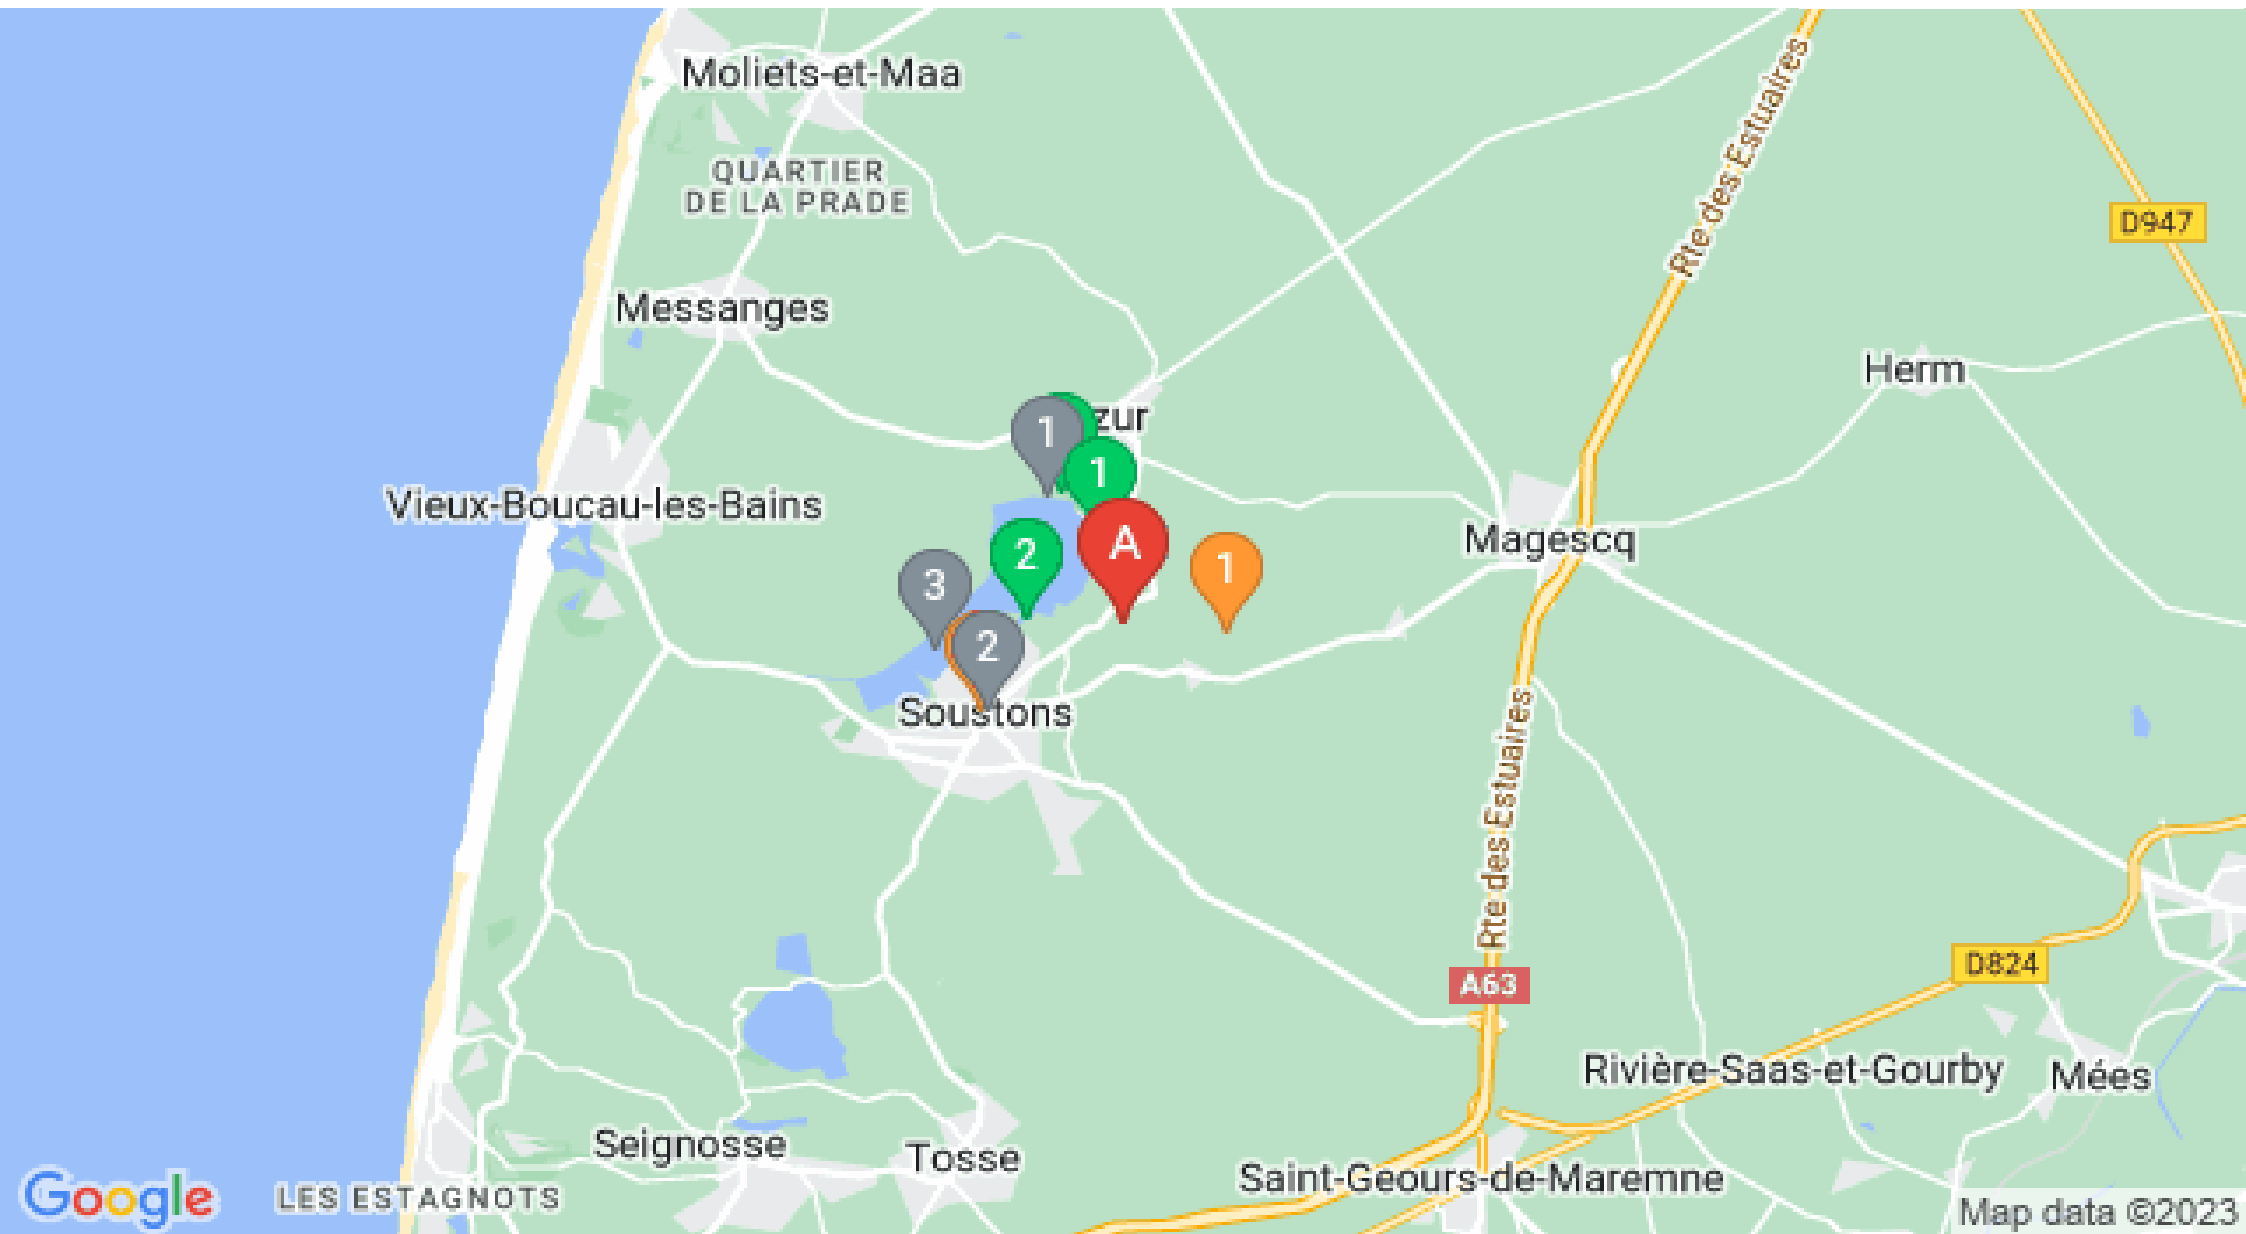 Moliets-et-Maa
Rte des Estuaires
QUARTIER
DE LA PRADE
D947
Messanges
Herm
zur
1
1
Vieux-Boucau-les-Bains
A
Magescq
2
1
3
2
Soustons
Rte des Estuaires
D824
A63
Rivière-Saas-et-Gourby
Mées
Seignosse
Tosse
Saint-Geours-de-Maremne
Google
LES ESTAGNOTS
Map data ©2023